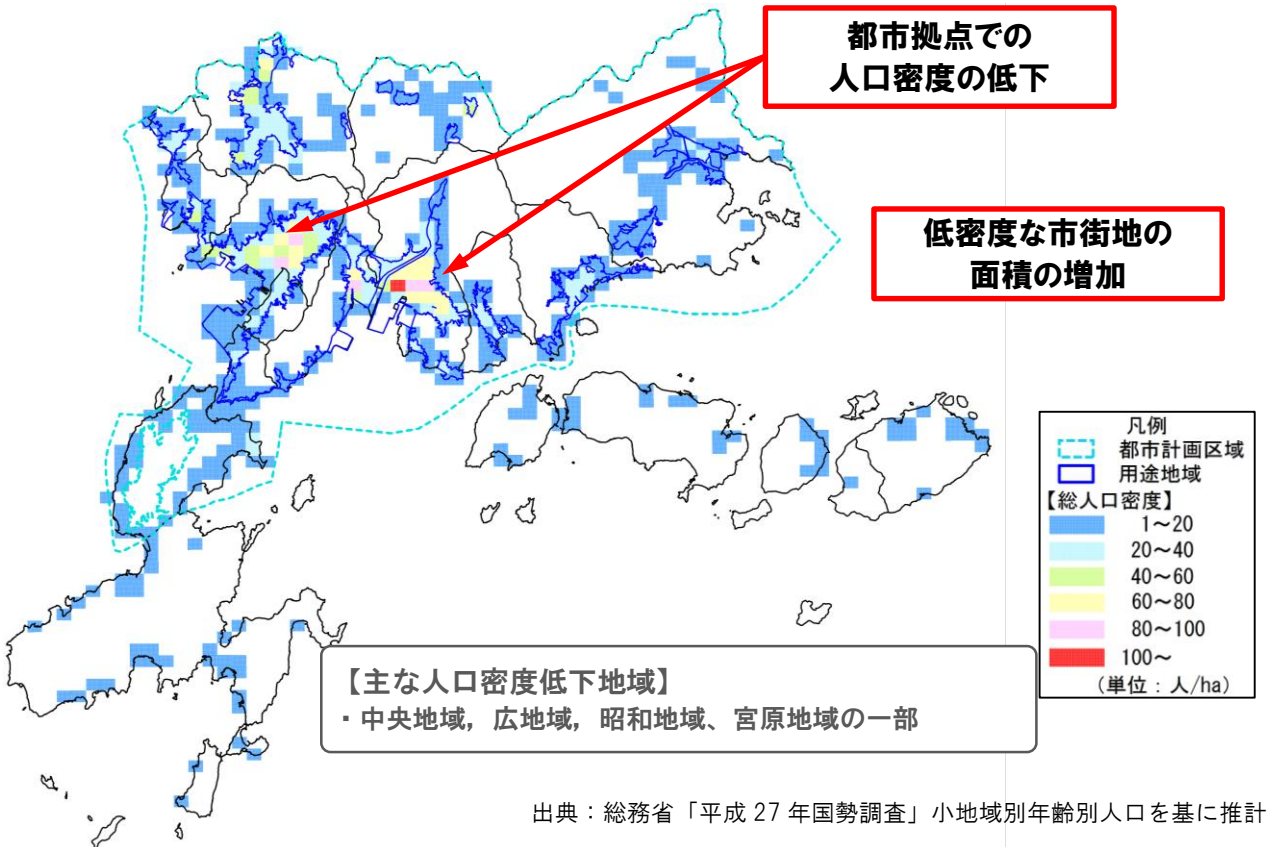 都市拠点での
人口密度の低下
低密度な市街地の
面積の増加
凡例
都市計画区域
用途地域
【総人口密度】
1～20
20～40
40～60
60～80
80～100
100～
（単位：人/ha）
【主な人口密度低下地域】
・中央地域，広地域，昭和地域、宮原地域の一部
出典：総務省「平成 27 年国勢調査」小地域別年齢別人口を基に推計